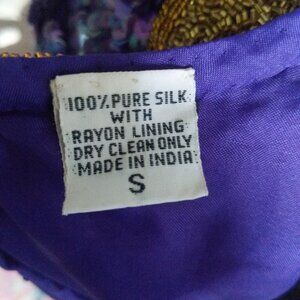 100% PURE SILK
WITH
RAYON LINING
DRY CLEAN ONLY
MADE IN INDIA
S